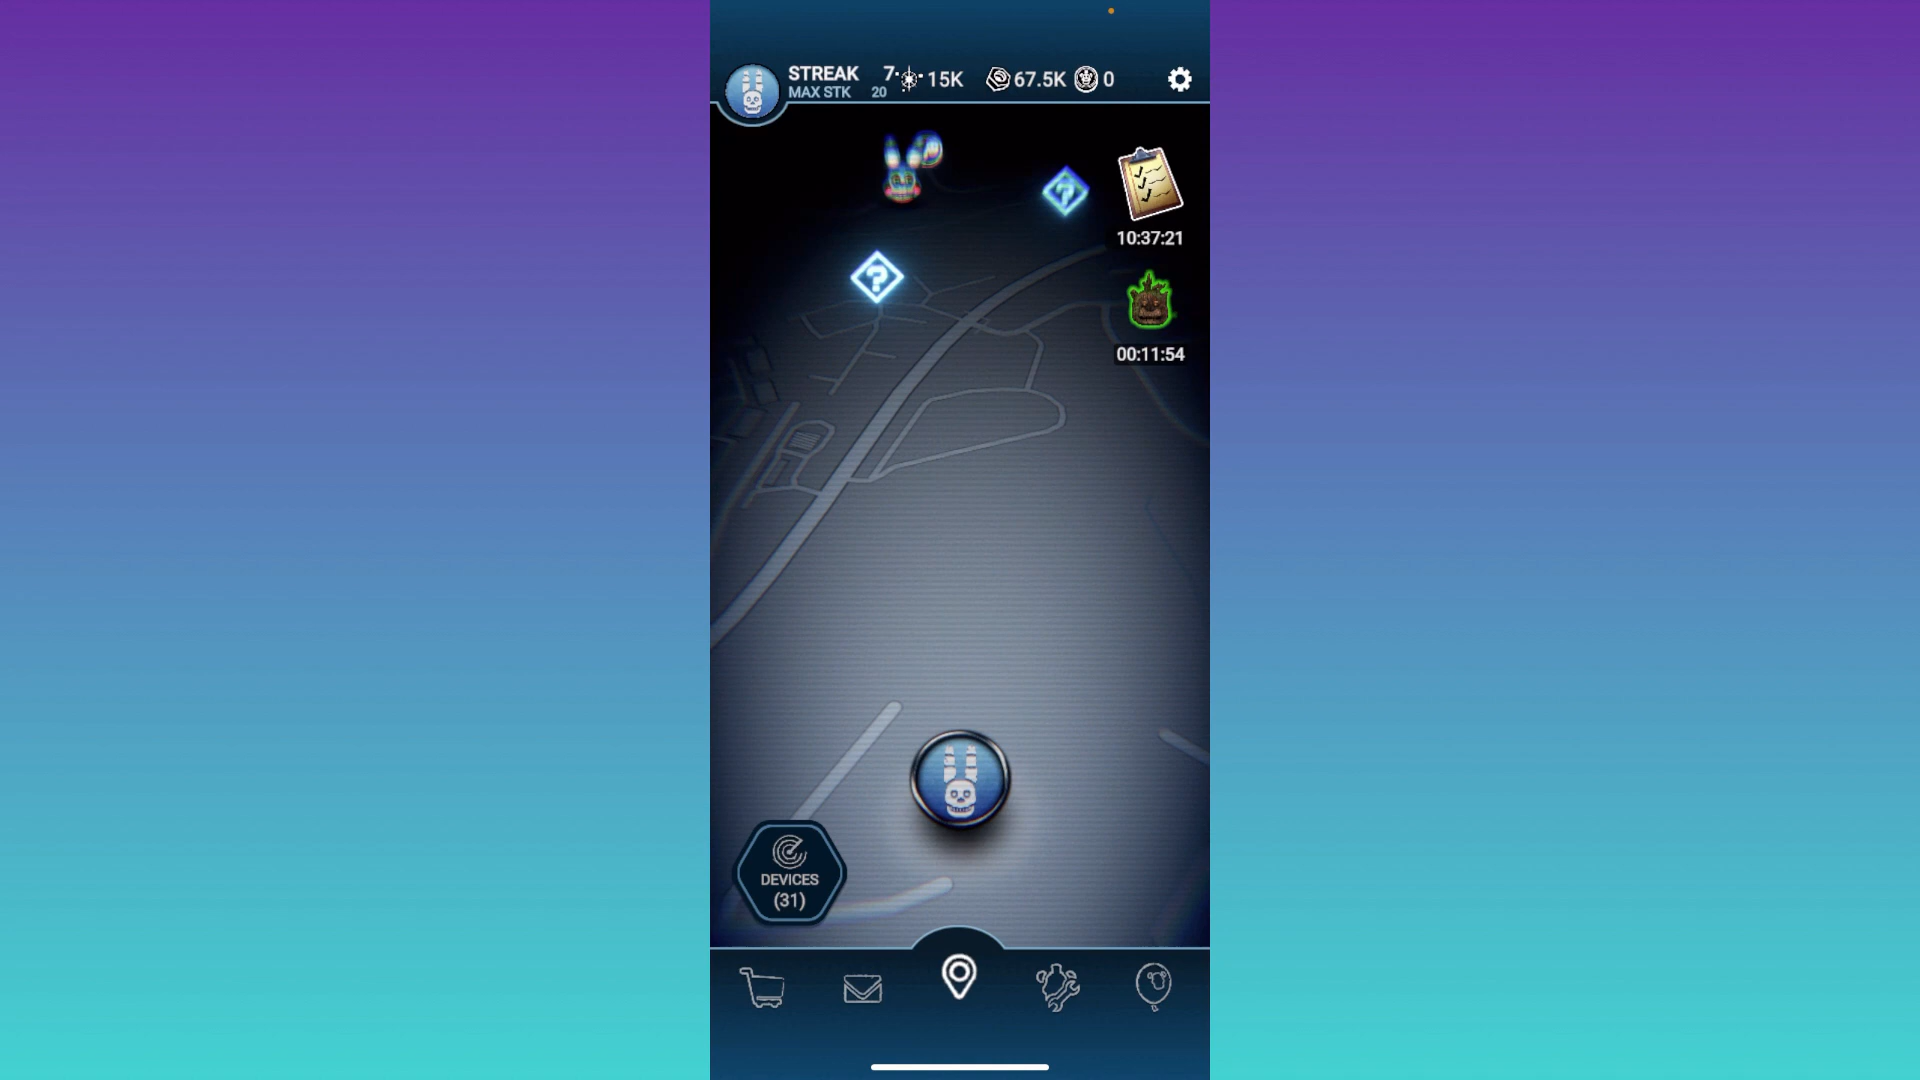 STREAK 7
MAX STK 20
15K
67.5K
0
?
?
10:37:21
00:11:54
DEVICES
(31)